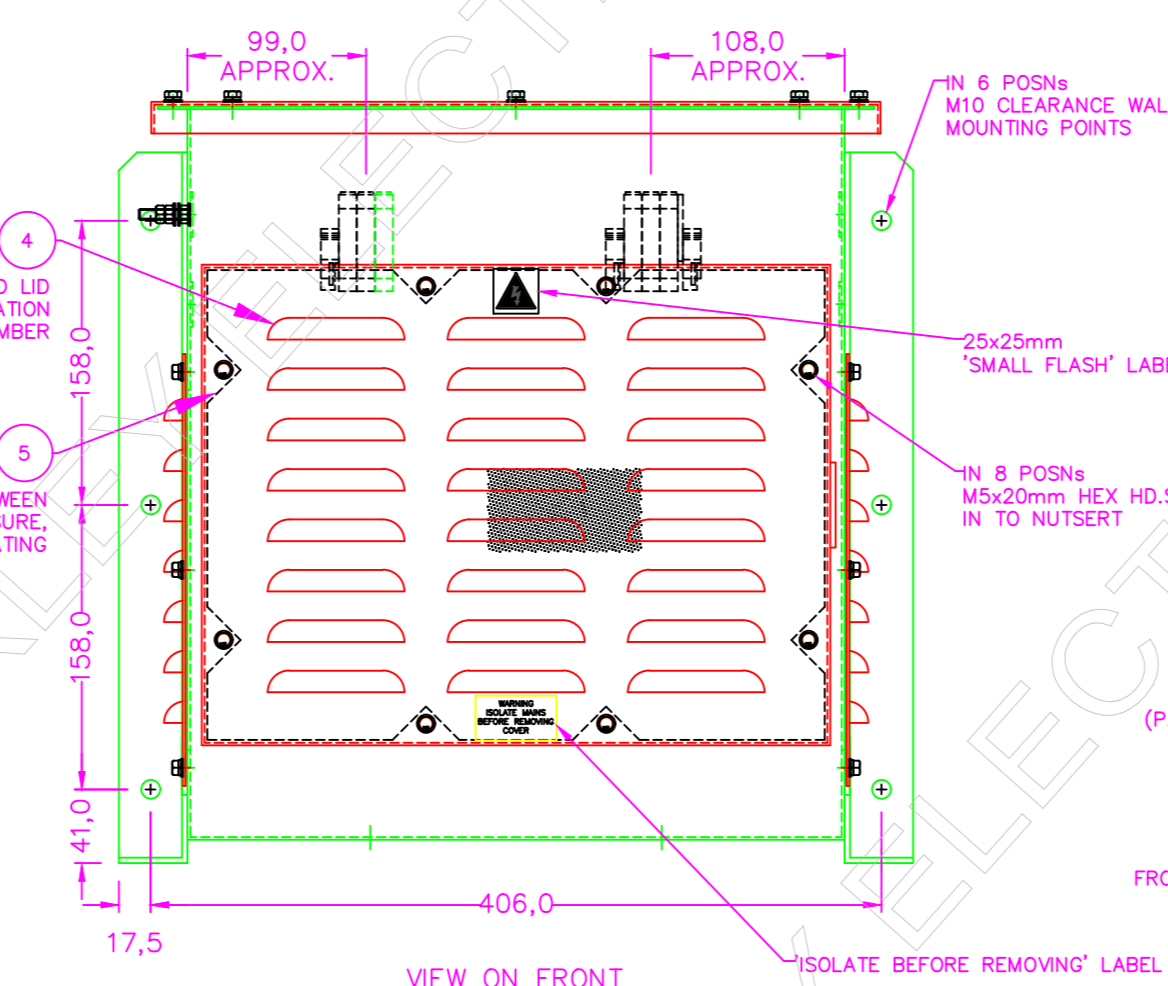 99,0
APPROX.
108,0
APPROX.
IN 6 POSNs
M10 CLEARANCE WAL
MOUNTING POINTS
4
LID
ATION
MBER
158,0
25x25mm
'SMALL FLASH' LABE
5
WEEN
SURE,
ATING
IN 8 POSNs
M5x20mm HEX HD.S
IN TO NUTSERT
158,0
WARNING
ISOLATE MAINS
BEFORE REMOVING
COVER
(P
41,0
FRO
406,0
17,5
'ISOLATE BEFORE REMOVING' LABEL
VIEW ON FRONT